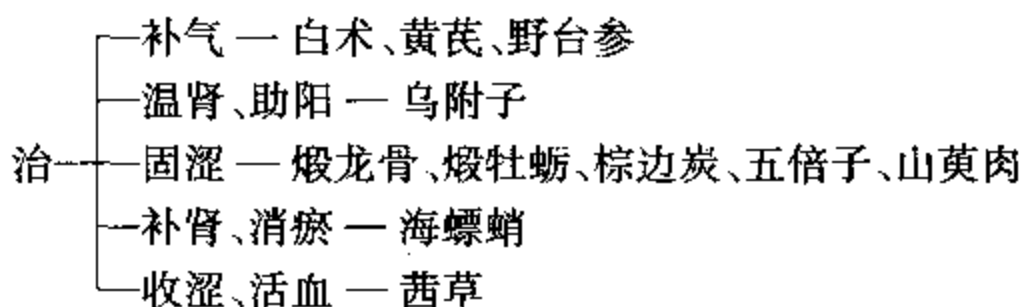 补气 — 白术、黄芪、野台参
温肾、助阳 — 乌附子
治 固涩 — 煅龙骨、煅牡蛎、棕边炭、五倍子、山萸肉
补肾、消瘀 — 海螵蛸
收涩、活血 — 茜草